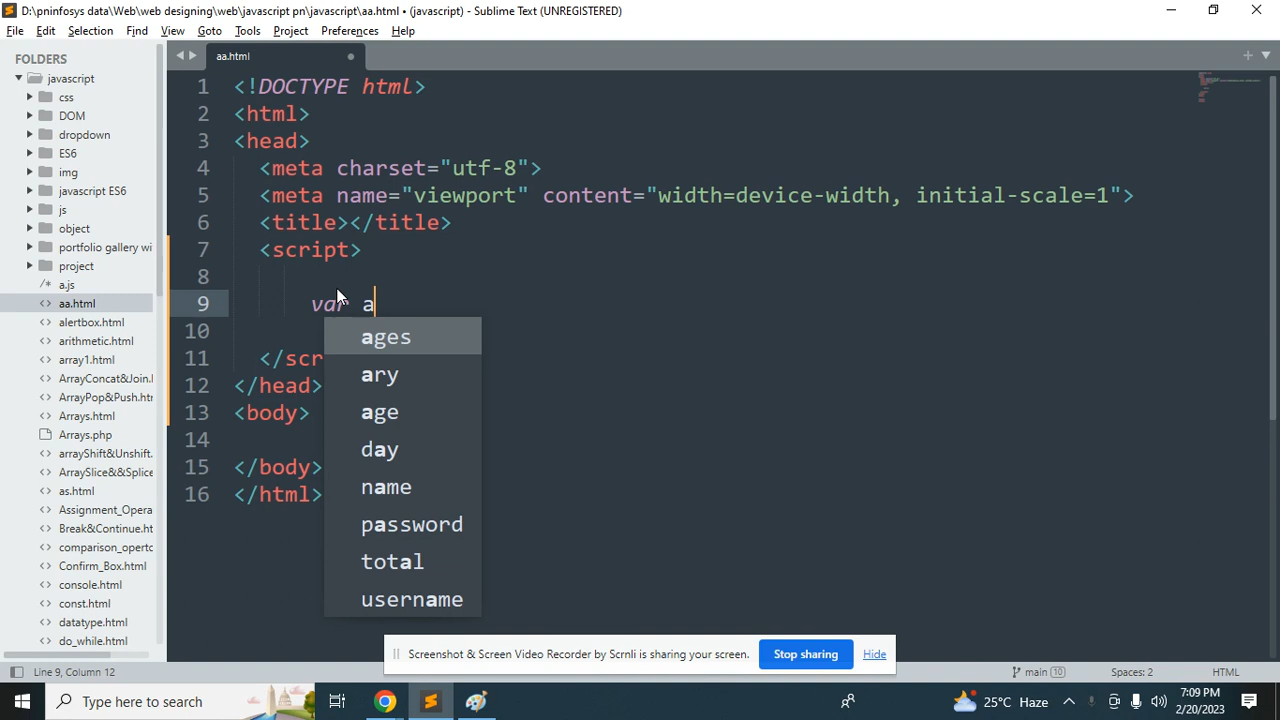 D:\pninfosys data\Web\web designing\web\javascript pn\javascript\aa.html • (javascript) - Sublime Text (UNREGISTERED)
File Edit Selection Find View Goto Tools Project Preferences Help
FOLDERS
javascript
css
DOM
dropdown
ES6
img
javascript ES6
js
object
portfolio gallery wi
project
a.js
aa.html
alertbox.html
arithmetic.html
array1.html
ArrayConcat&Join.h
ArrayPop&Push.htr
Arrays.html
Arrays.php
arrayShift&Unshift.
ArraySlice&&Splice
as.html
Assignment_Opera
Break&Continue.ht
comparison_operto
Confirm_Box.html
console.html
const.html
datatype.html
do_while.html
aa.html
1 <!DOCTYPE html>
2 <html>
3 <head>
4 <meta charset="utf-8">
5 <meta name="viewport" content="width=device-width, initial-scale=1">
6 <title></title>
7 <script>
8
9 var a
10
11 </scr
12 </head>
13 <body>
14
15 </body>
16 </html>
ages
ary
age
day
name
password
total
username
Screenshot & Screen Video Recorder by Scrnli is sharing your screen. Stop sharing Hide
Line 9, Column 12 main 10 Spaces: 2 HTML
Type here to search 25°C Haze 7:09 PM
2/20/2023